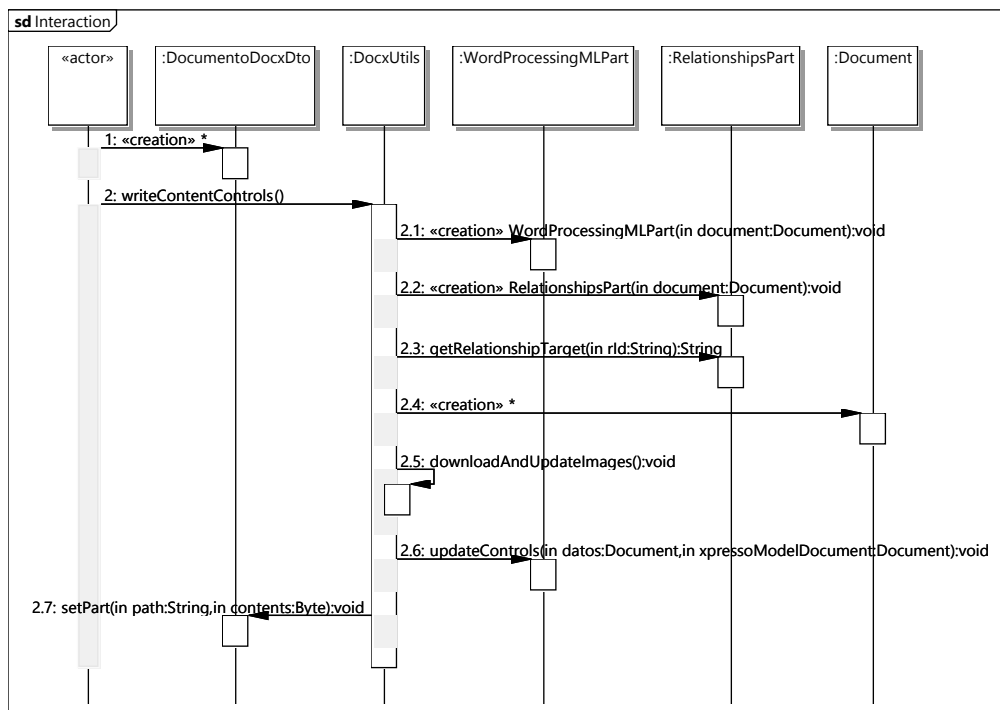 sd Interaction
«actor»
:DocumentoDocxDto
:DocxUtils
:WordProcessingMLPart
:RelationshipsPart
:Document
1: «creation» *
2: writeContentControls()
2.1: «creation» WordProcessingMLPart(in document:Document):void
2.2: «creation» RelationshipsPart(in document:Document):void
2.3: getRelationshipTarget(in rId:String):String
2.4: «creation» *
2.5: downloadAndUpdateImages():void
2.6: updateControls(in datos:Document,in xpressoModelDocument:Document):void
2.7: setPart(in path:String,in contents:Byte):void